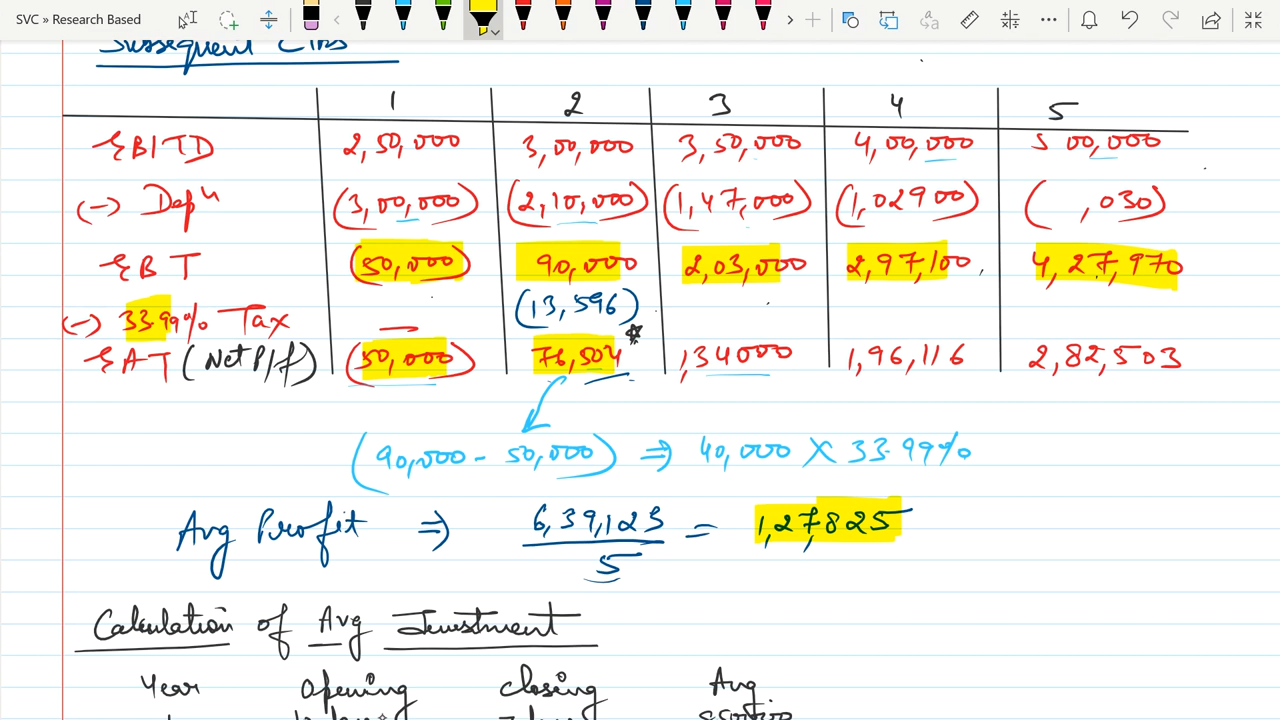 SVC » Research Based
Subsequent CIAs
1 2 3 4 5
EBITD 2,50,000 3,00,000 3,50,000 4,00,000 5 00,000
(-) Depn (3,00,000) (2,10,000) (1,47,000) (1,02900) ( ,030)
EBT (50,000) 90,000 2,03,000 2,97,100 4,27,970
(13,596)
(-) 33.99% Tax —
EAT (Net P/f) (50,000) 76,504 1,34000 1,96,116 2,82,503
(90,000 - 50,000) ⇒ 40,000 X 33.99%
Avg Profit ⇒ 6,39,123 = 1,27,825
5
Calculation of Avg Investment
Year opening closing Avg